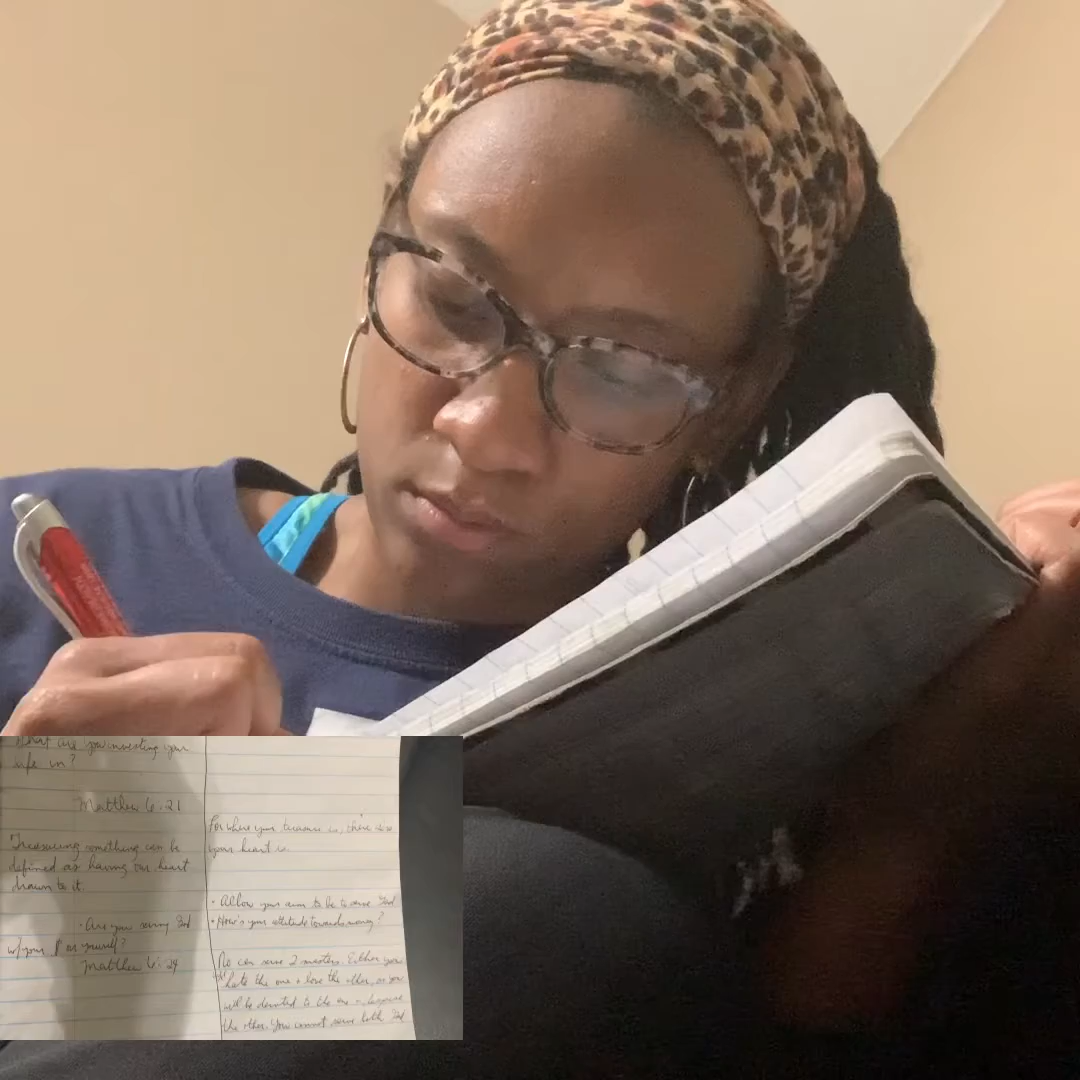 What are you investing your
life in?
Matthew 6:21
For where your treasure is, there also
your heart is.
Treasuring something can be
defined as having our heart
drawn to it.
• Allow your aim to be to serve God
• Are you serving God
• How's your attitude towards money?
w/your or yourself?
Matthew 6:24
No can serve 2 masters. Either you
hate the one + love the other, or you
will be devoted to the one + despise
the other. You cannot serve both God